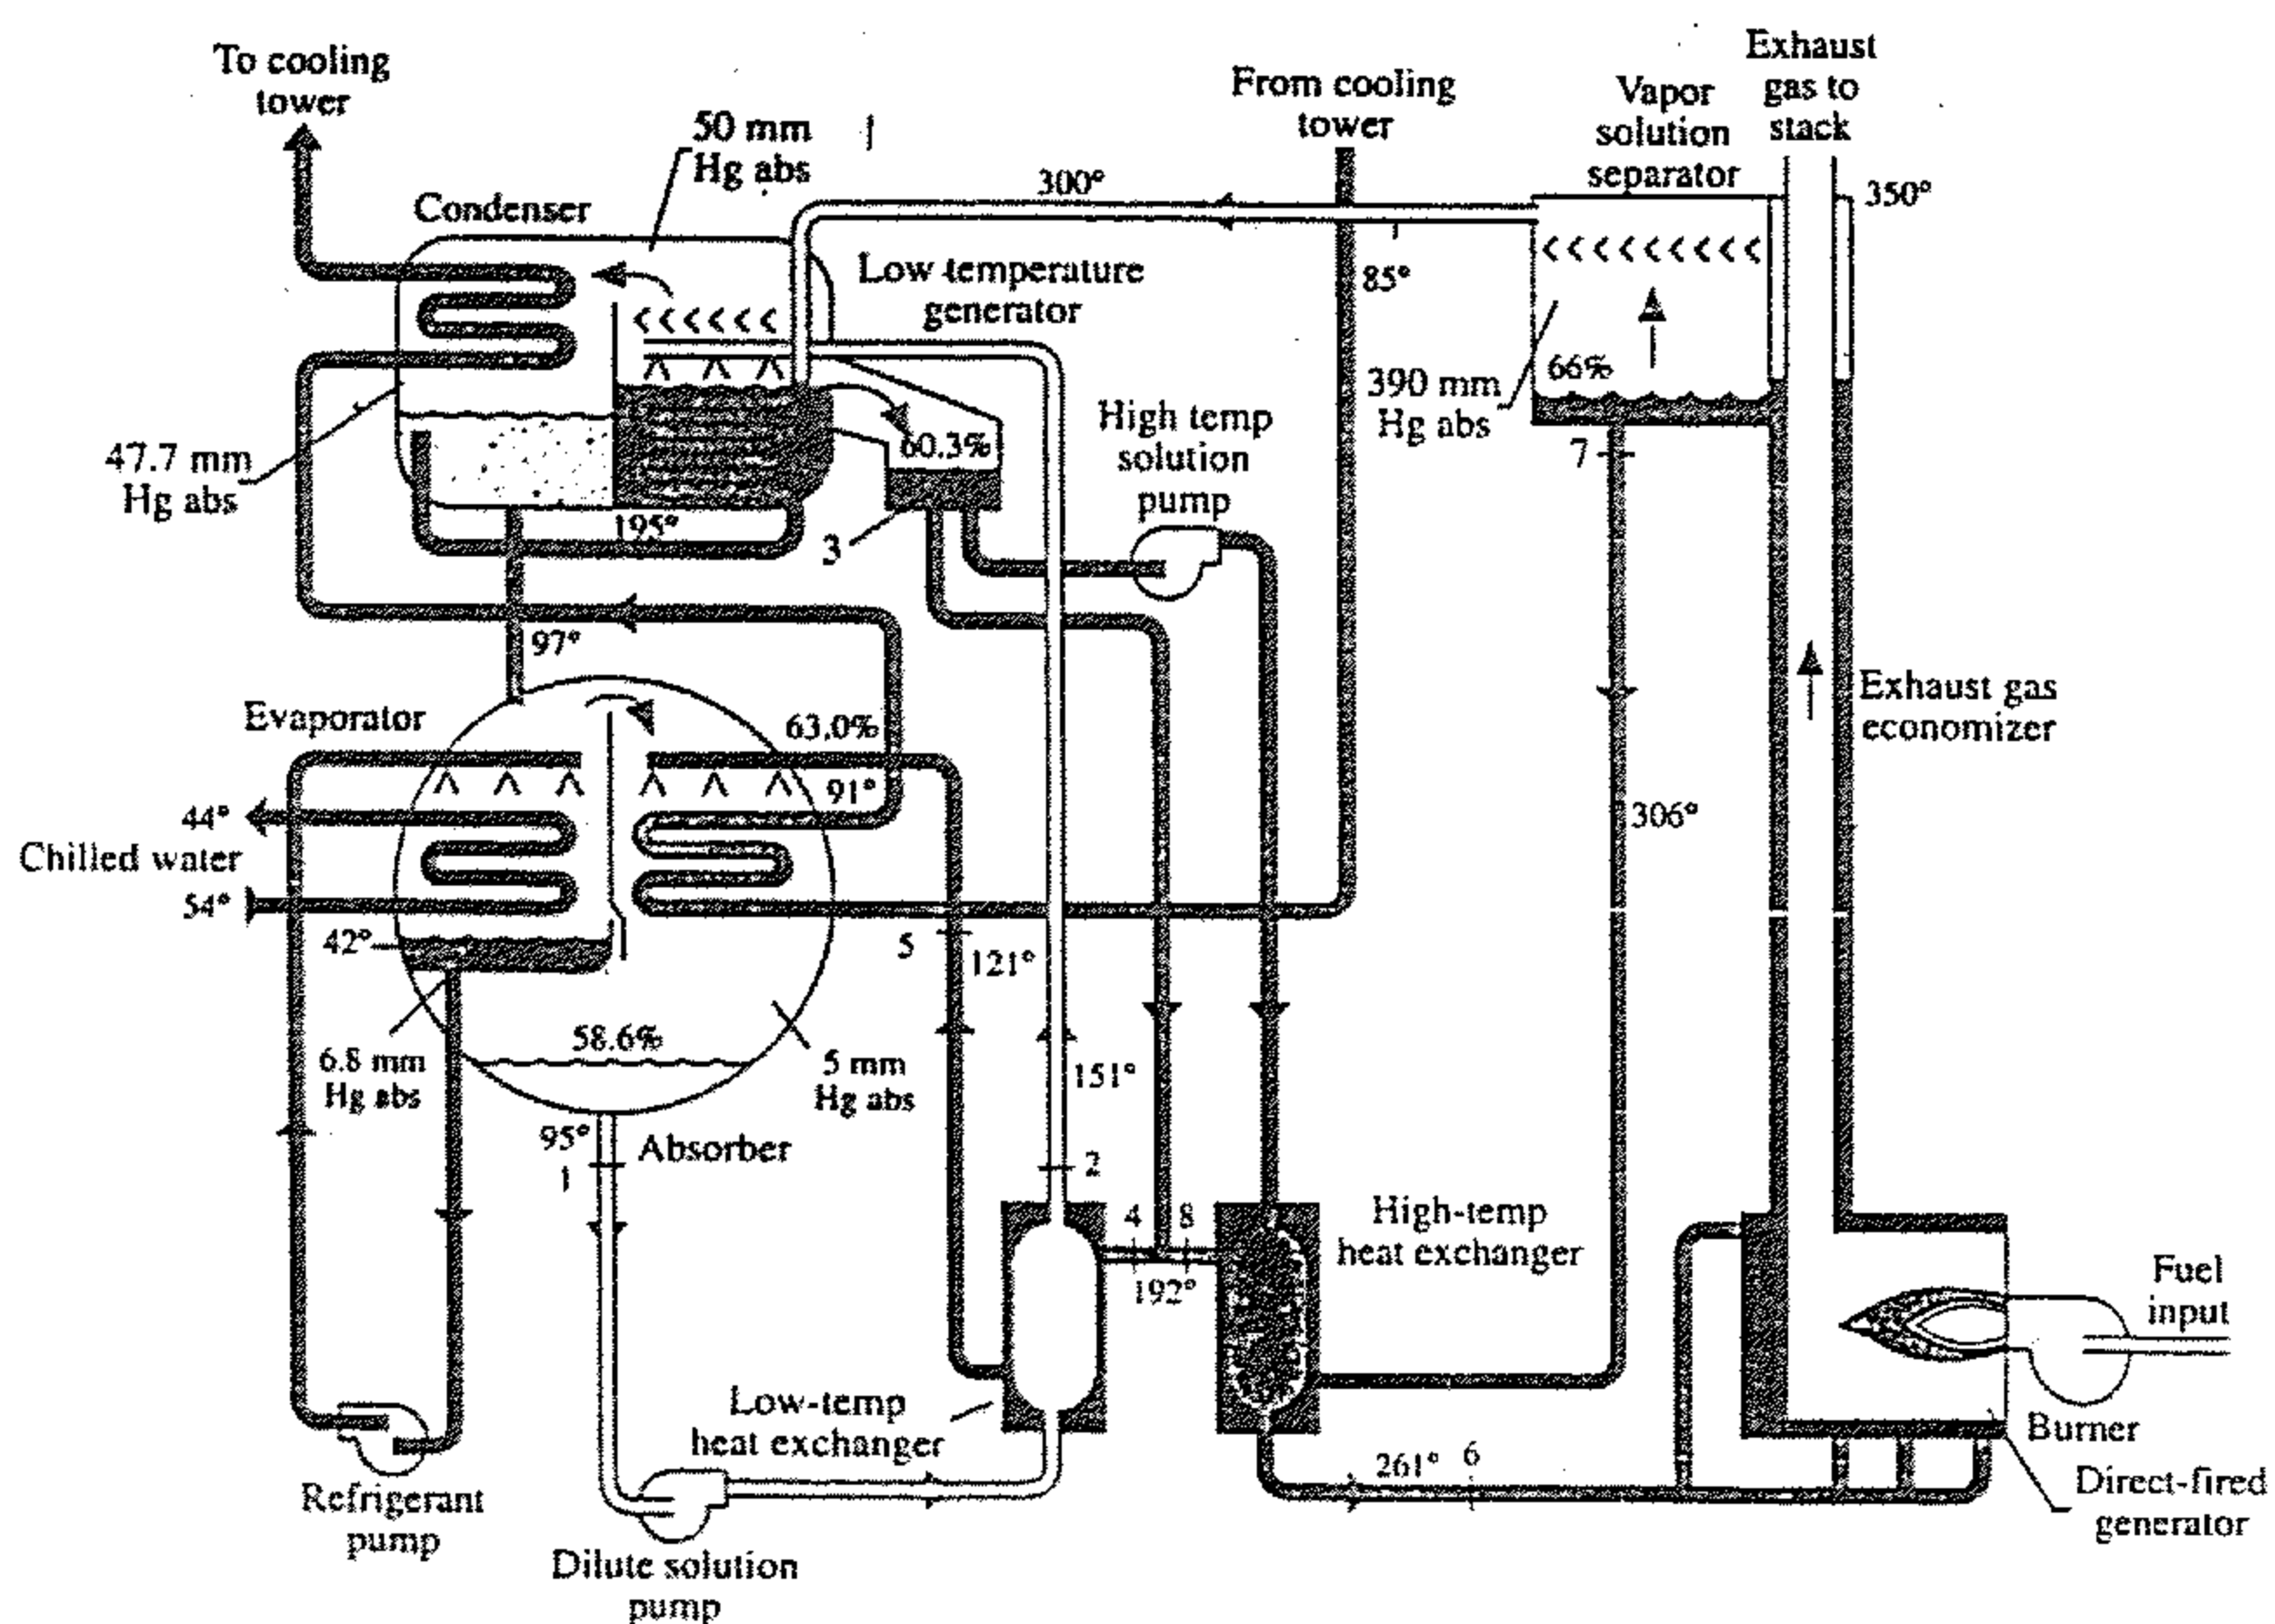 To cooling
tower
50 mm
Hg abs
From cooling
tower
Vapor
solution
separator
Exhaust
gas to
stack
300°
350°
Condenser
Low temperature
generator
85°
66%
390 mm
Hg abs
High temp
solution
pump
60.3%
7
47.7 mm
Hg abs
195°
3
97°
Evaporator
63.0%
Exhaust gas
economizer
91°
44°
306°
Chilled water
54°
42°
5
121°
58.6%
6.8 mm
Hg abs
5 mm
Hg abs
151°
95°
Absorber
1
2
4
8
192°
High-temp
heat exchanger
Fuel
input
Low-temp
heat exchanger
Burner
261°
6
Refrigerant
pump
Direct-fired
generator
Dilute solution
pump